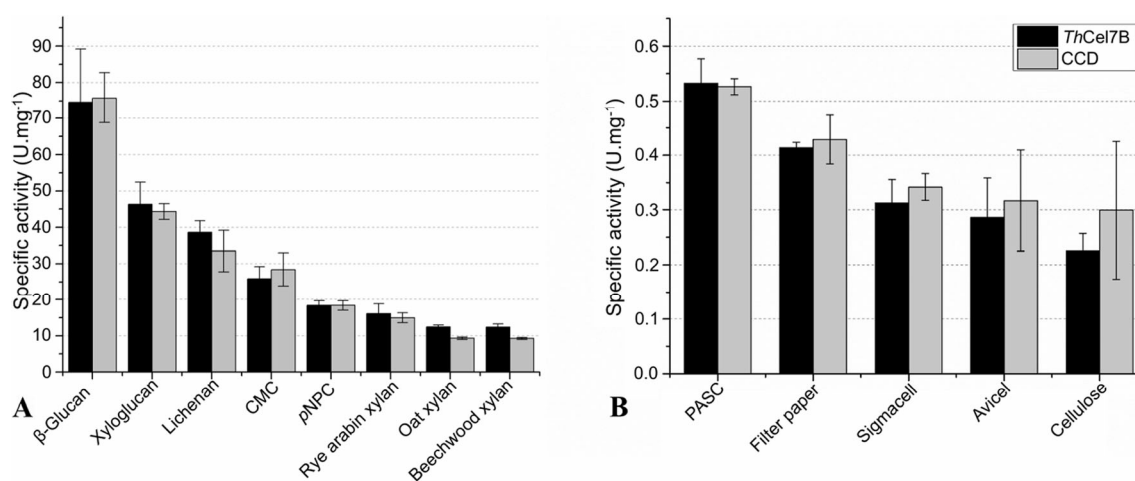 90
80
70
60
50
40
30
20
10
0
Specific activity (U.mg⁻¹)
β-Glucan
Xyloglucan
Lichenan
CMC
pNPC
Rye arabin xylan
Oat xylan
Beechwood xylan
A
0.6
0.5
0.4
0.3
0.2
0.1
0.0
Specific activity (U.mg⁻¹)
PASC
Filter paper
Sigmacell
Avicel
Cellulose
B
ThCel7B
CCD